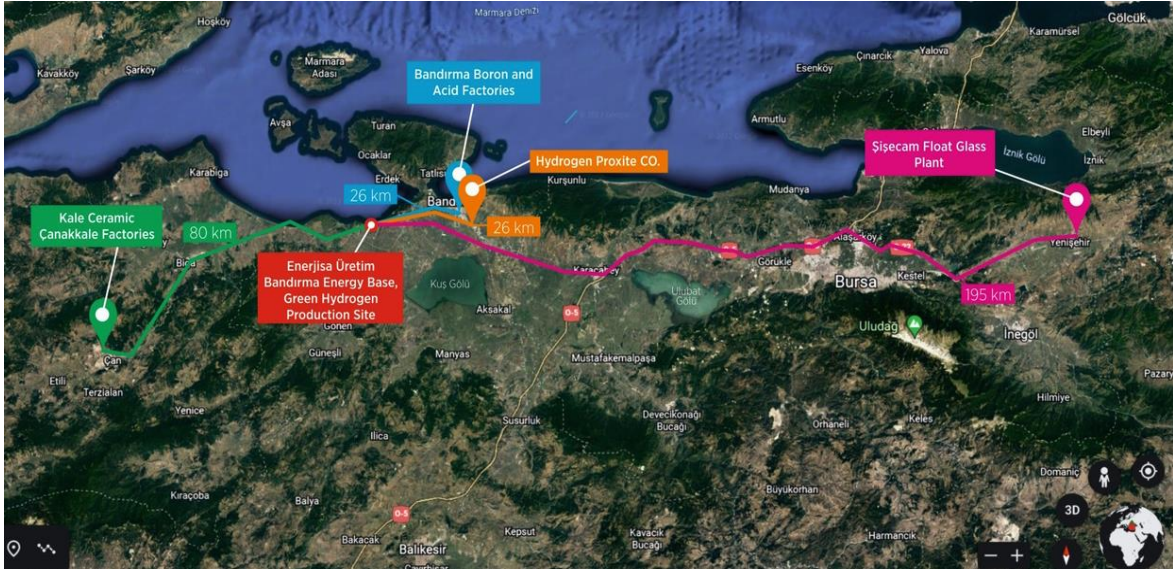 Marmara Denizi
Hoşköy
Gölcük
Karamürsel
Kavakköy
Şarköy
Marmara
Adası
Çınarcık
Yalova
Esenköy
Bandırma Boron and
Acid Factories
Avşa
Turan
Armutlu
Elbeyli
Ocaklar
Hydrogen Proxite CO.
Şişecam Float Glass
Plant
İznik Gölü
İznik
Karabiga
Erdek
Tatlısu
Kurşunlu
26 km
Band
Mudanya
Kale Ceramic
Çanakkale Factories
80 km
26 km
Yenişehir
Biga
Görükle
Karacabey
Enerjisa Üretim
Bandırma Energy Base,
Green Hydrogen
Production Site
Kuş Gölü
Ulubat
Gölü
Bursa
Kestel
195 km
Aksakal
O-5
Uludağ
İnegöl
Gönen
Çan
Güneşli
Manyas
Mustafakemalpaşa
Etili
Terzialan
Pazary
Yenice
Susurluk
Devecikonağı
Bucağı
Orhaneli
Keles
Hilmiye
Ilıca
Domaniç
Kıraçoba
Balya
Büyükorhan
3D
O-5
Bakacak
Kepsut
Kavacık
Bucağı
Harmancık
Balıkesir